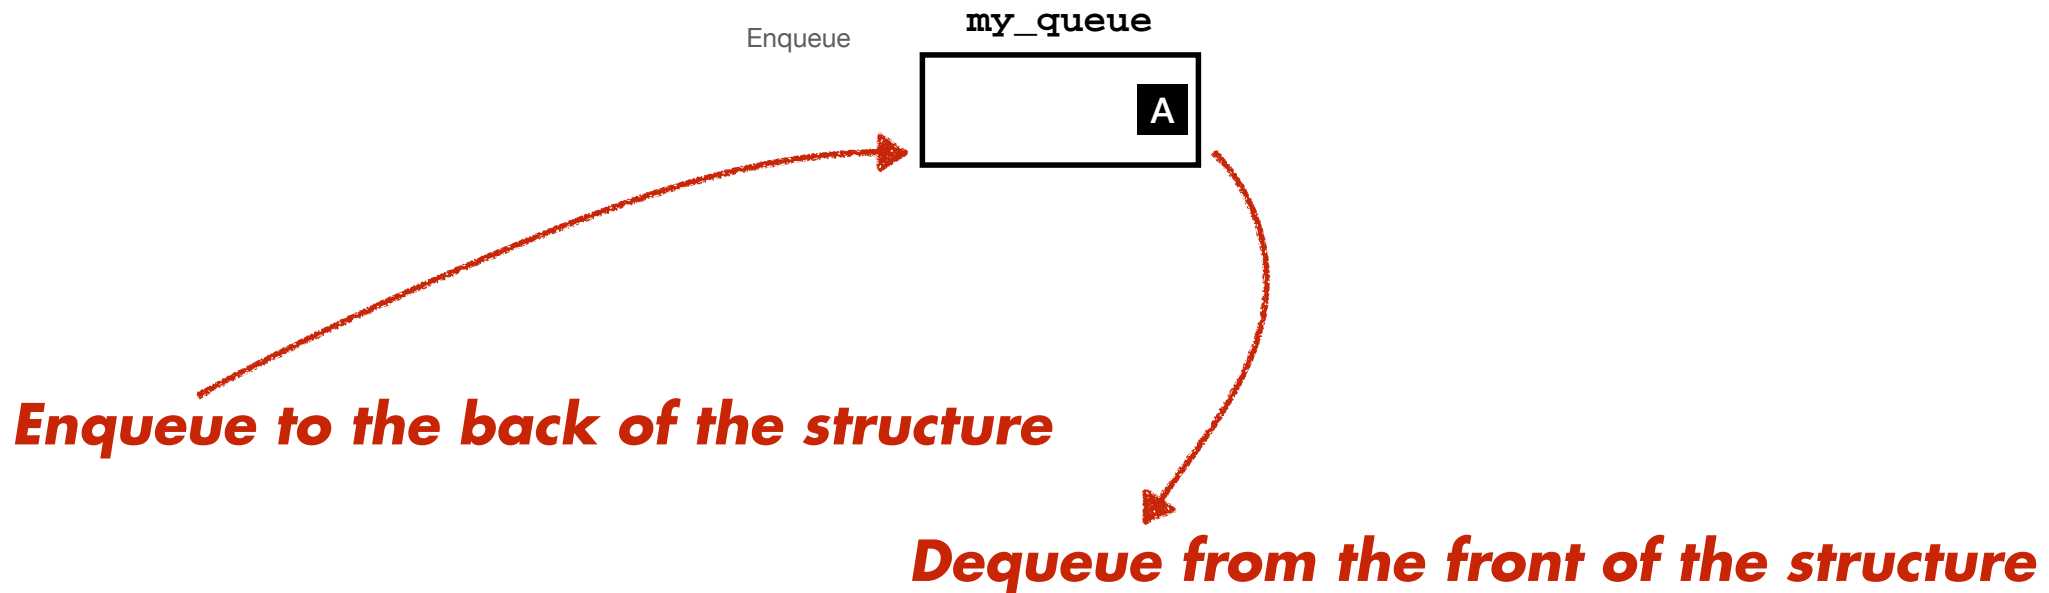 my_queue
Enqueue
A
Enqueue to the back of the structure
Dequeue from the front of the structure